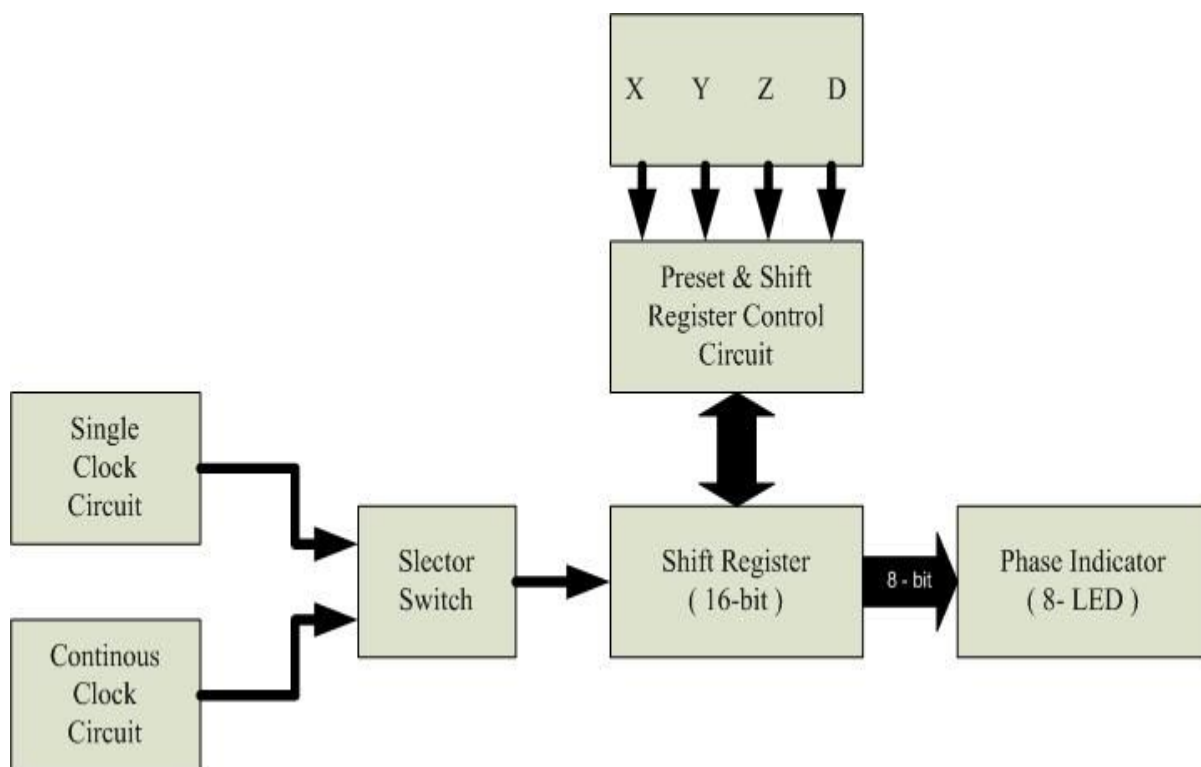 X Y Z D
Preset & Shift
Register Control
Circuit
Single
Clock
Circuit
Slector
Switch
Shift Register
( 16-bit )
8 - bit
Phase Indicator
( 8- LED )
Continous
Clock
Circuit